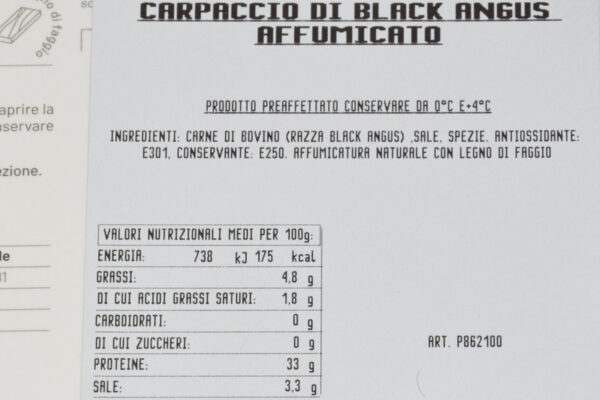 CARPACCIO DI BLACK ANGUS
AFFUMICATO
PRODOTTO PREAFFETTATO CONSERVARE DA 0°C E+4°C
INGREDIENTI: CARNE DI BOVINO (RAZZA BLACK ANGUS) ,SALE, SPEZIE. ANTIOSSIDANTE:
E301, CONSERVANTE: E250. AFFUMICATURA NATURALE CON LEGNO DI FAGGIO
VALORI NUTRIZIONALI MEDI PER 100g:
ENERGIA: 738 kJ 175 kcal
GRASSI: 4,8 g
DI CUI ACIDI GRASSI SATURI: 1,8 g
CARBOIDRATI: 0 g
DI CUI ZUCCHERI: 0 g
PROTEINE: 33 g
SALE: 3,3 g
ART. P862100
di faggio
aprire la